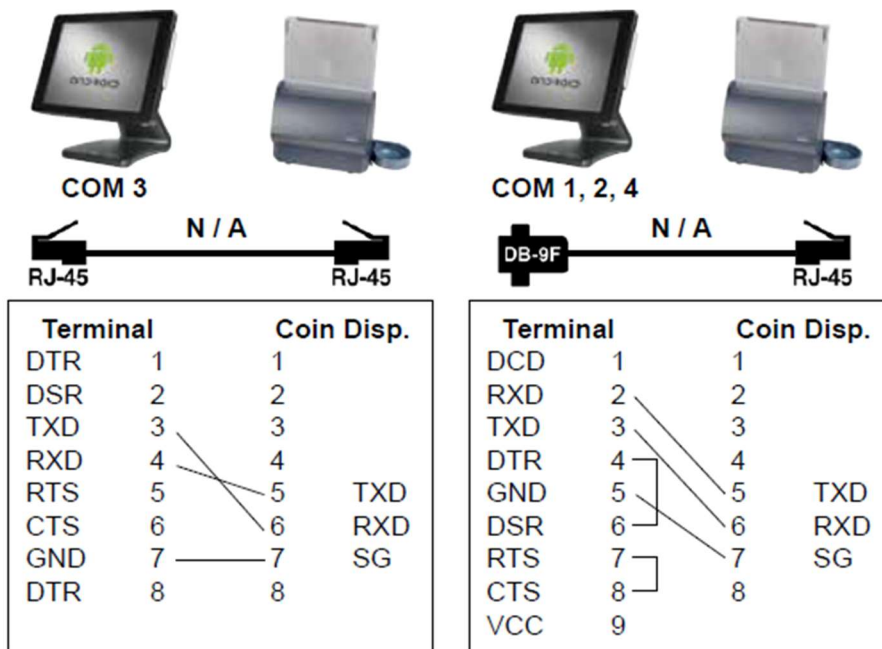 ANDROID
COM 3
N / A
RJ-45 RJ-45
Terminal Coin Disp.
DTR 1 1
DSR 2 2
TXD 3 3
RXD 4 4
RTS 5 5 TXD
CTS 6 6 RXD
GND 7 7 SG
DTR 8 8
ANDROID
COM 1, 2, 4
N / A
DB-9F
RJ-45
Terminal Coin Disp.
DCD 1 1
RXD 2 2
TXD 3 3
DTR 4 4
GND 5 5 TXD
DSR 6 6 RXD
RTS 7 7 SG
CTS 8 8
VCC 9